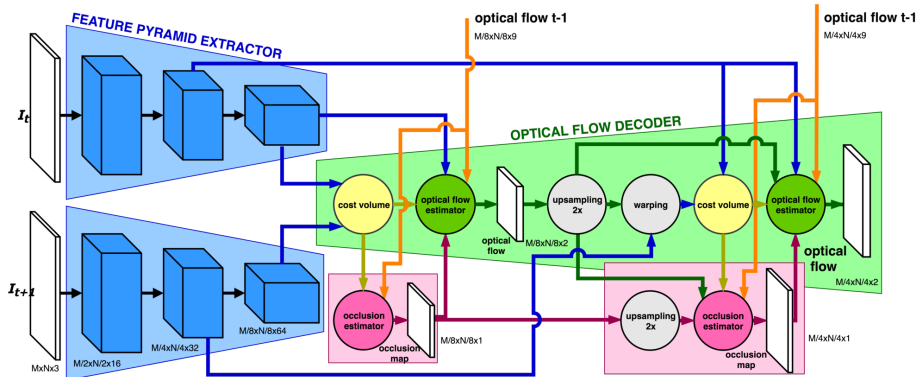 FEATURE PYRAMID EXTRACTOR
optical flow t-1
M/8xN/8x9
optical flow t-1
M/4xN/4x9
I_t
OPTICAL FLOW DECODER
cost volume
optical flow
estimator
optical
flow
M/8xN/8x2
upsampling
2x
warping
cost volume
optical flow
estimator
optical
flow
M/4xN/4x2
I_t+1
MxNx3
M/2xN/2x16
M/4xN/4x32
M/8xN/8x64
occlusion
estimator
occlusion
map
M/8xN/8x1
upsampling
2x
occlusion
estimator
occlusion
map
M/4xN/4x1